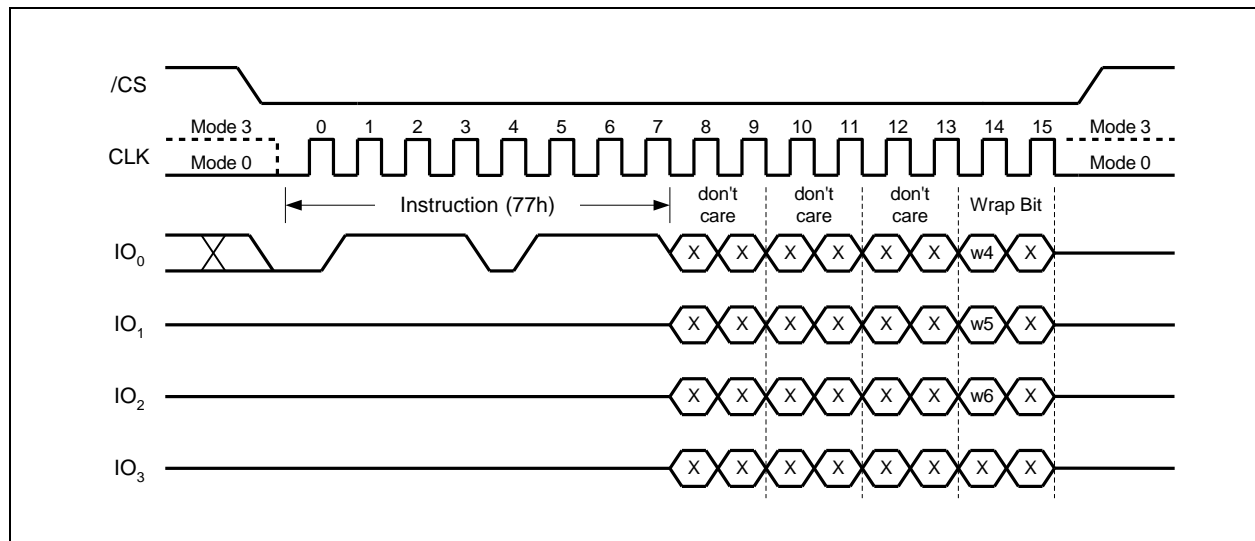 /CS
Mode 3 0 1 2 3 4 5 6 7 8 9 10 11 12 13 14 15 Mode 3
CLK Mode 0 Mode 0
Instruction (77h) don't care don't care don't care Wrap Bit
IO0 X X X X X X w4 X
IO1 X X X X X X w5 X
IO2 X X X X X X w6 X
IO3 X X X X X X X X